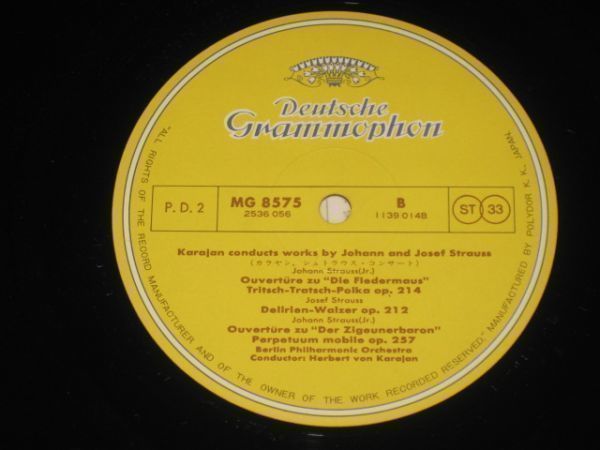 Deutsche
Grammophon
P. D. 2
MG 8575
2536 056
B
1139 014B
ST 33
Karajan conducts works by Johann and Josef Strauss
(カラヤン、シュトラウス・コンサート)
Johann Strauss(Jr.)
Ouvertüre zu "Die Fledermaus"
Tritsch-Tratsch-Polka op. 214
Josef Strauss
Delirien-Walzer op. 212
Johann Strauss(Jr.)
Ouvertüre zu "Der Zigeunerbaron"
Perpetuum mobile op. 257
Berlin Philharmonic Orchestra
Conductor: Herbert von Karajan
"ALL RIGHTS OF THE RECORD MANUFACTURER AND OF THE OWNER OF THE WORK RECORDED RESERVED." MANUFACTURED BY POLYDOR K. K., JAPAN.